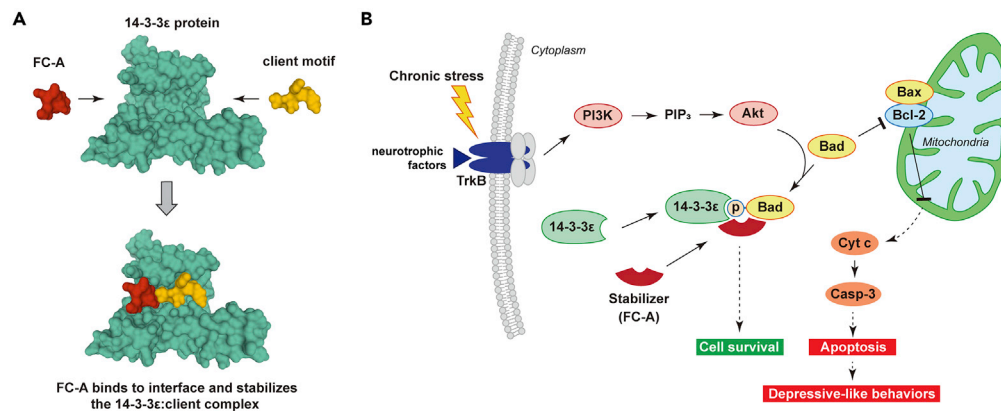 A
14-3-3ε protein
FC-A
client motif
FC-A binds to interface and stabilizes
the 14-3-3ε:client complex
B
Cytoplasm
Chronic stress
neurotrophic
factors
TrkB
PI3K
PIP₃
Akt
Bad
Bax
Bcl-2
Mitochondria
14-3-3ε
14-3-3ε
p
Bad
Stabilizer
(FC-A)
Cyt c
Casp-3
Cell survival
Apoptosis
Depressive-like behaviors